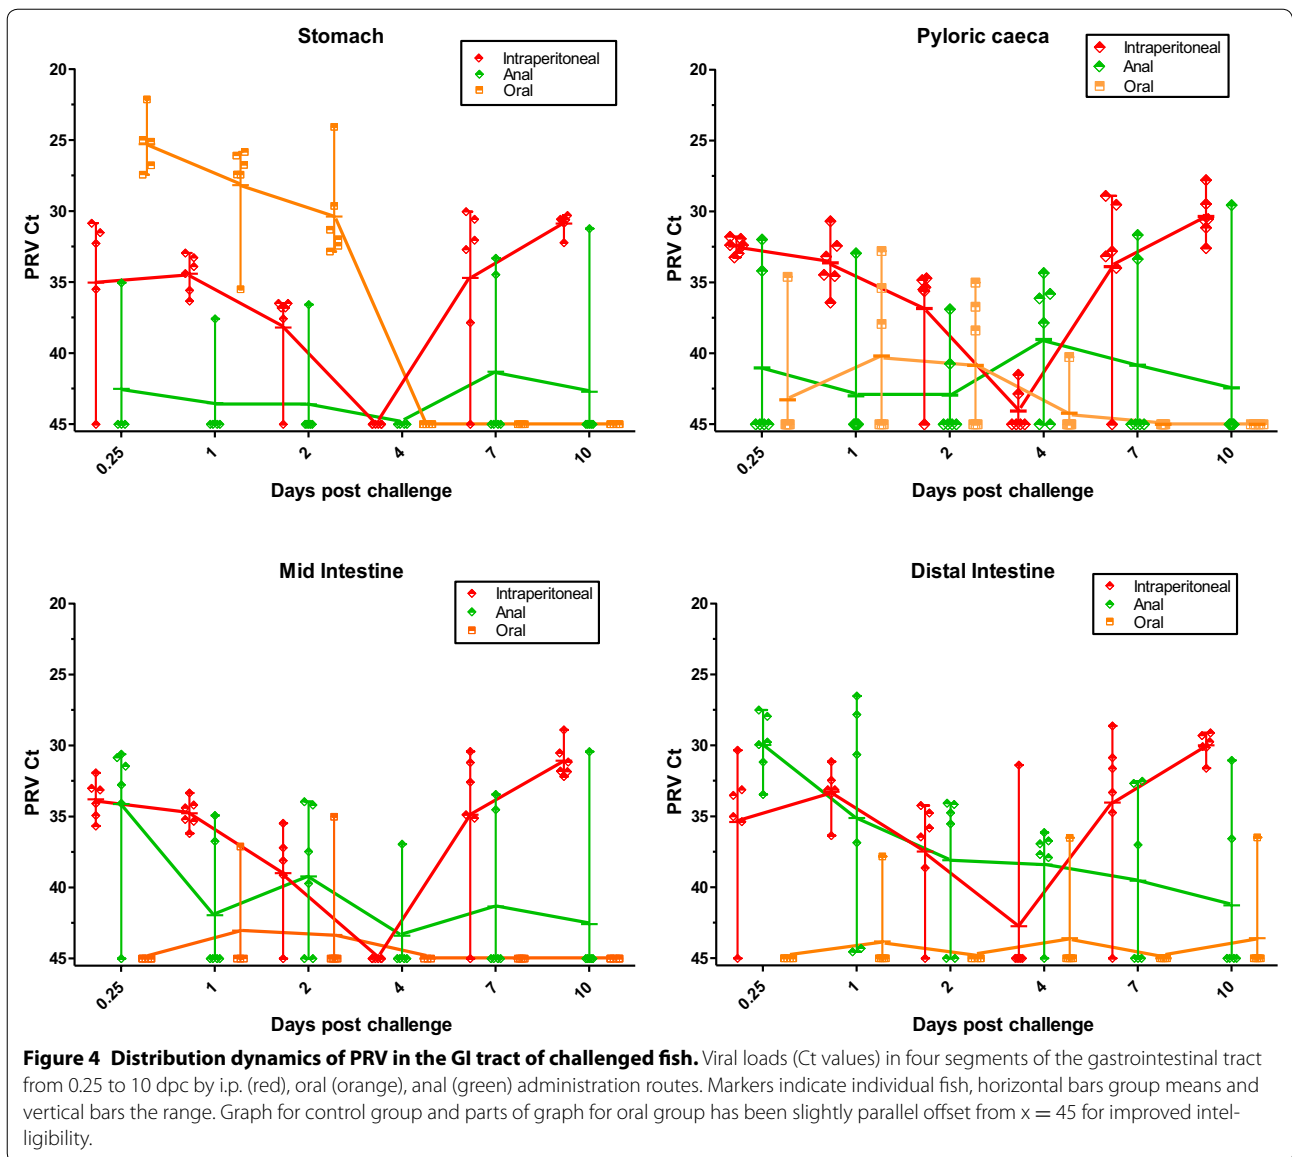 Stomach
Intraperitoneal
Anal
Oral
PRV Ct
20
25
30
35
40
45
0.25
1
2
4
7
10
Days post challenge
Pyloric caeca
Intraperitoneal
Anal
Oral
PRV Ct
20
25
30
35
40
45
0.25
1
2
4
7
10
Days post challenge
Mid Intestine
Intraperitoneal
Anal
Oral
PRV Ct
20
25
30
35
40
45
0.25
1
2
4
7
10
Days post challenge
Distal Intestine
Intraperitoneal
Anal
Oral
PRV Ct
20
25
30
35
40
45
0.25
1
2
4
7
10
Days post challenge
Figure 4 Distribution dynamics of PRV in the GI tract of challenged fish. Viral loads (Ct values) in four segments of the gastrointestinal tract
from 0.25 to 10 dpc by i.p. (red), oral (orange), anal (green) administration routes. Markers indicate individual fish, horizontal bars group means and
vertical bars the range. Graph for control group and parts of graph for oral group has been slightly parallel offset from x = 45 for improved intel-
ligibility.